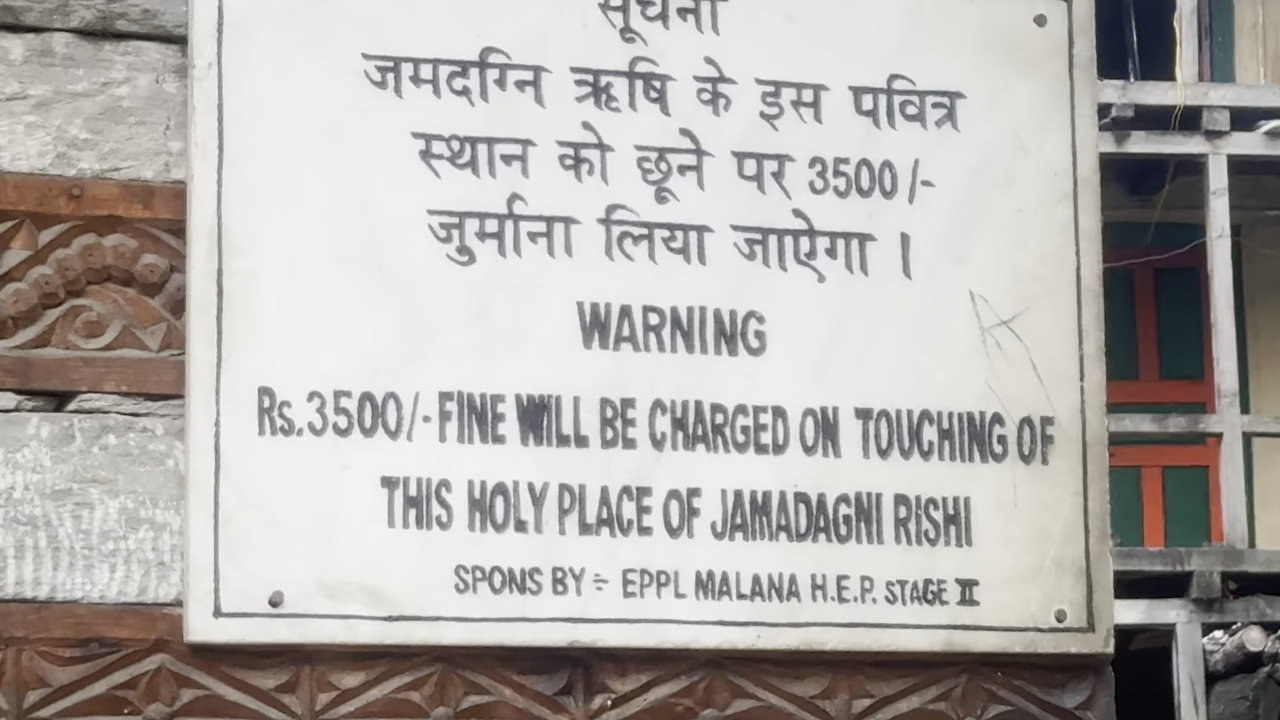 सूचना
जमदग्नि ऋषि के इस पवित्र
स्थान को छूने पर 3500/-
जुर्माना लिया जाऐगा ।
WARNING
Rs.3500/- FINE WILL BE CHARGED ON TOUCHING OF
THIS HOLY PLACE OF JAMADAGNI RISHI
SPONS BY ÷ EPPL MALANA H.E.P. STAGE II